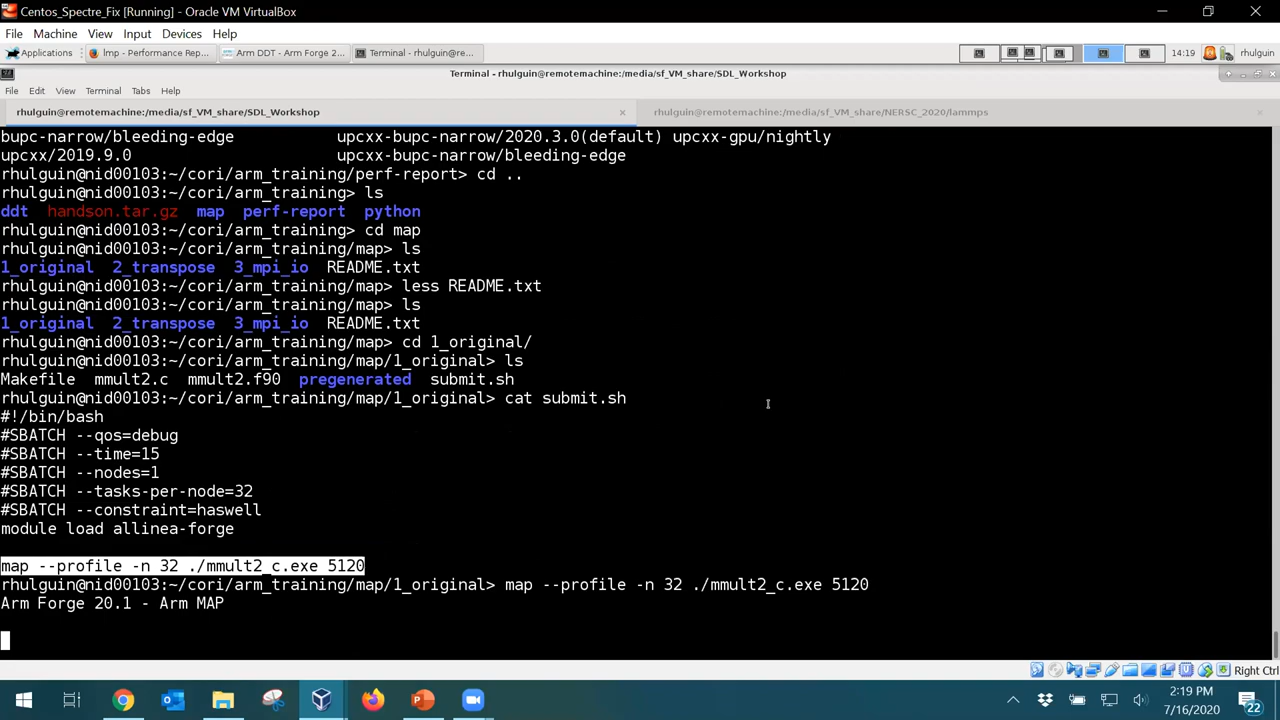 Centos_Spectre_Fix [Running] - Oracle VM VirtualBox
File Machine View Input Devices Help
Applications lmp - Performance Rep... Arm DDT - Arm Forge 2... Terminal - rhulguin@re... 14:19 rhulguin
Terminal - rhulguin@remotemachine:/media/sf_VM_share/SDL_Workshop
File Edit View Terminal Tabs Help
rhulguin@remotemachine:/media/sf_VM_share/SDL_Workshop rhulguin@remotemachine:/media/sf_VM_share/NERSC_2020/lammps
bupc-narrow/bleeding-edge upcxx-bupc-narrow/2020.3.0(default) upcxx-gpu/nightly
upcxx/2019.9.0 upcxx-bupc-narrow/bleeding-edge
rhulguin@nid00103:~/cori/arm_training/perf-report> cd ..
rhulguin@nid00103:~/cori/arm_training> ls
ddt handson.tar.gz map perf-report python
rhulguin@nid00103:~/cori/arm_training> cd map
rhulguin@nid00103:~/cori/arm_training/map> ls
1_original 2_transpose 3_mpi_io README.txt
rhulguin@nid00103:~/cori/arm_training/map> less README.txt
rhulguin@nid00103:~/cori/arm_training/map> ls
1_original 2_transpose 3_mpi_io README.txt
rhulguin@nid00103:~/cori/arm_training/map> cd 1_original/
rhulguin@nid00103:~/cori/arm_training/map/1_original> ls
Makefile mmult2.c mmult2.f90 pregenerated submit.sh
rhulguin@nid00103:~/cori/arm_training/map/1_original> cat submit.sh
#!/bin/bash
#SBATCH --qos=debug
#SBATCH --time=15
#SBATCH --nodes=1
#SBATCH --tasks-per-node=32
#SBATCH --constraint=haswell
module load allinea-forge
map --profile -n 32 ./mmult2_c.exe 5120
rhulguin@nid00103:~/cori/arm_training/map/1_original> map --profile -n 32 ./mmult2_c.exe 5120
Arm Forge 20.1 - Arm MAP
Right Ctrl
2:19 PM
7/16/2020
22